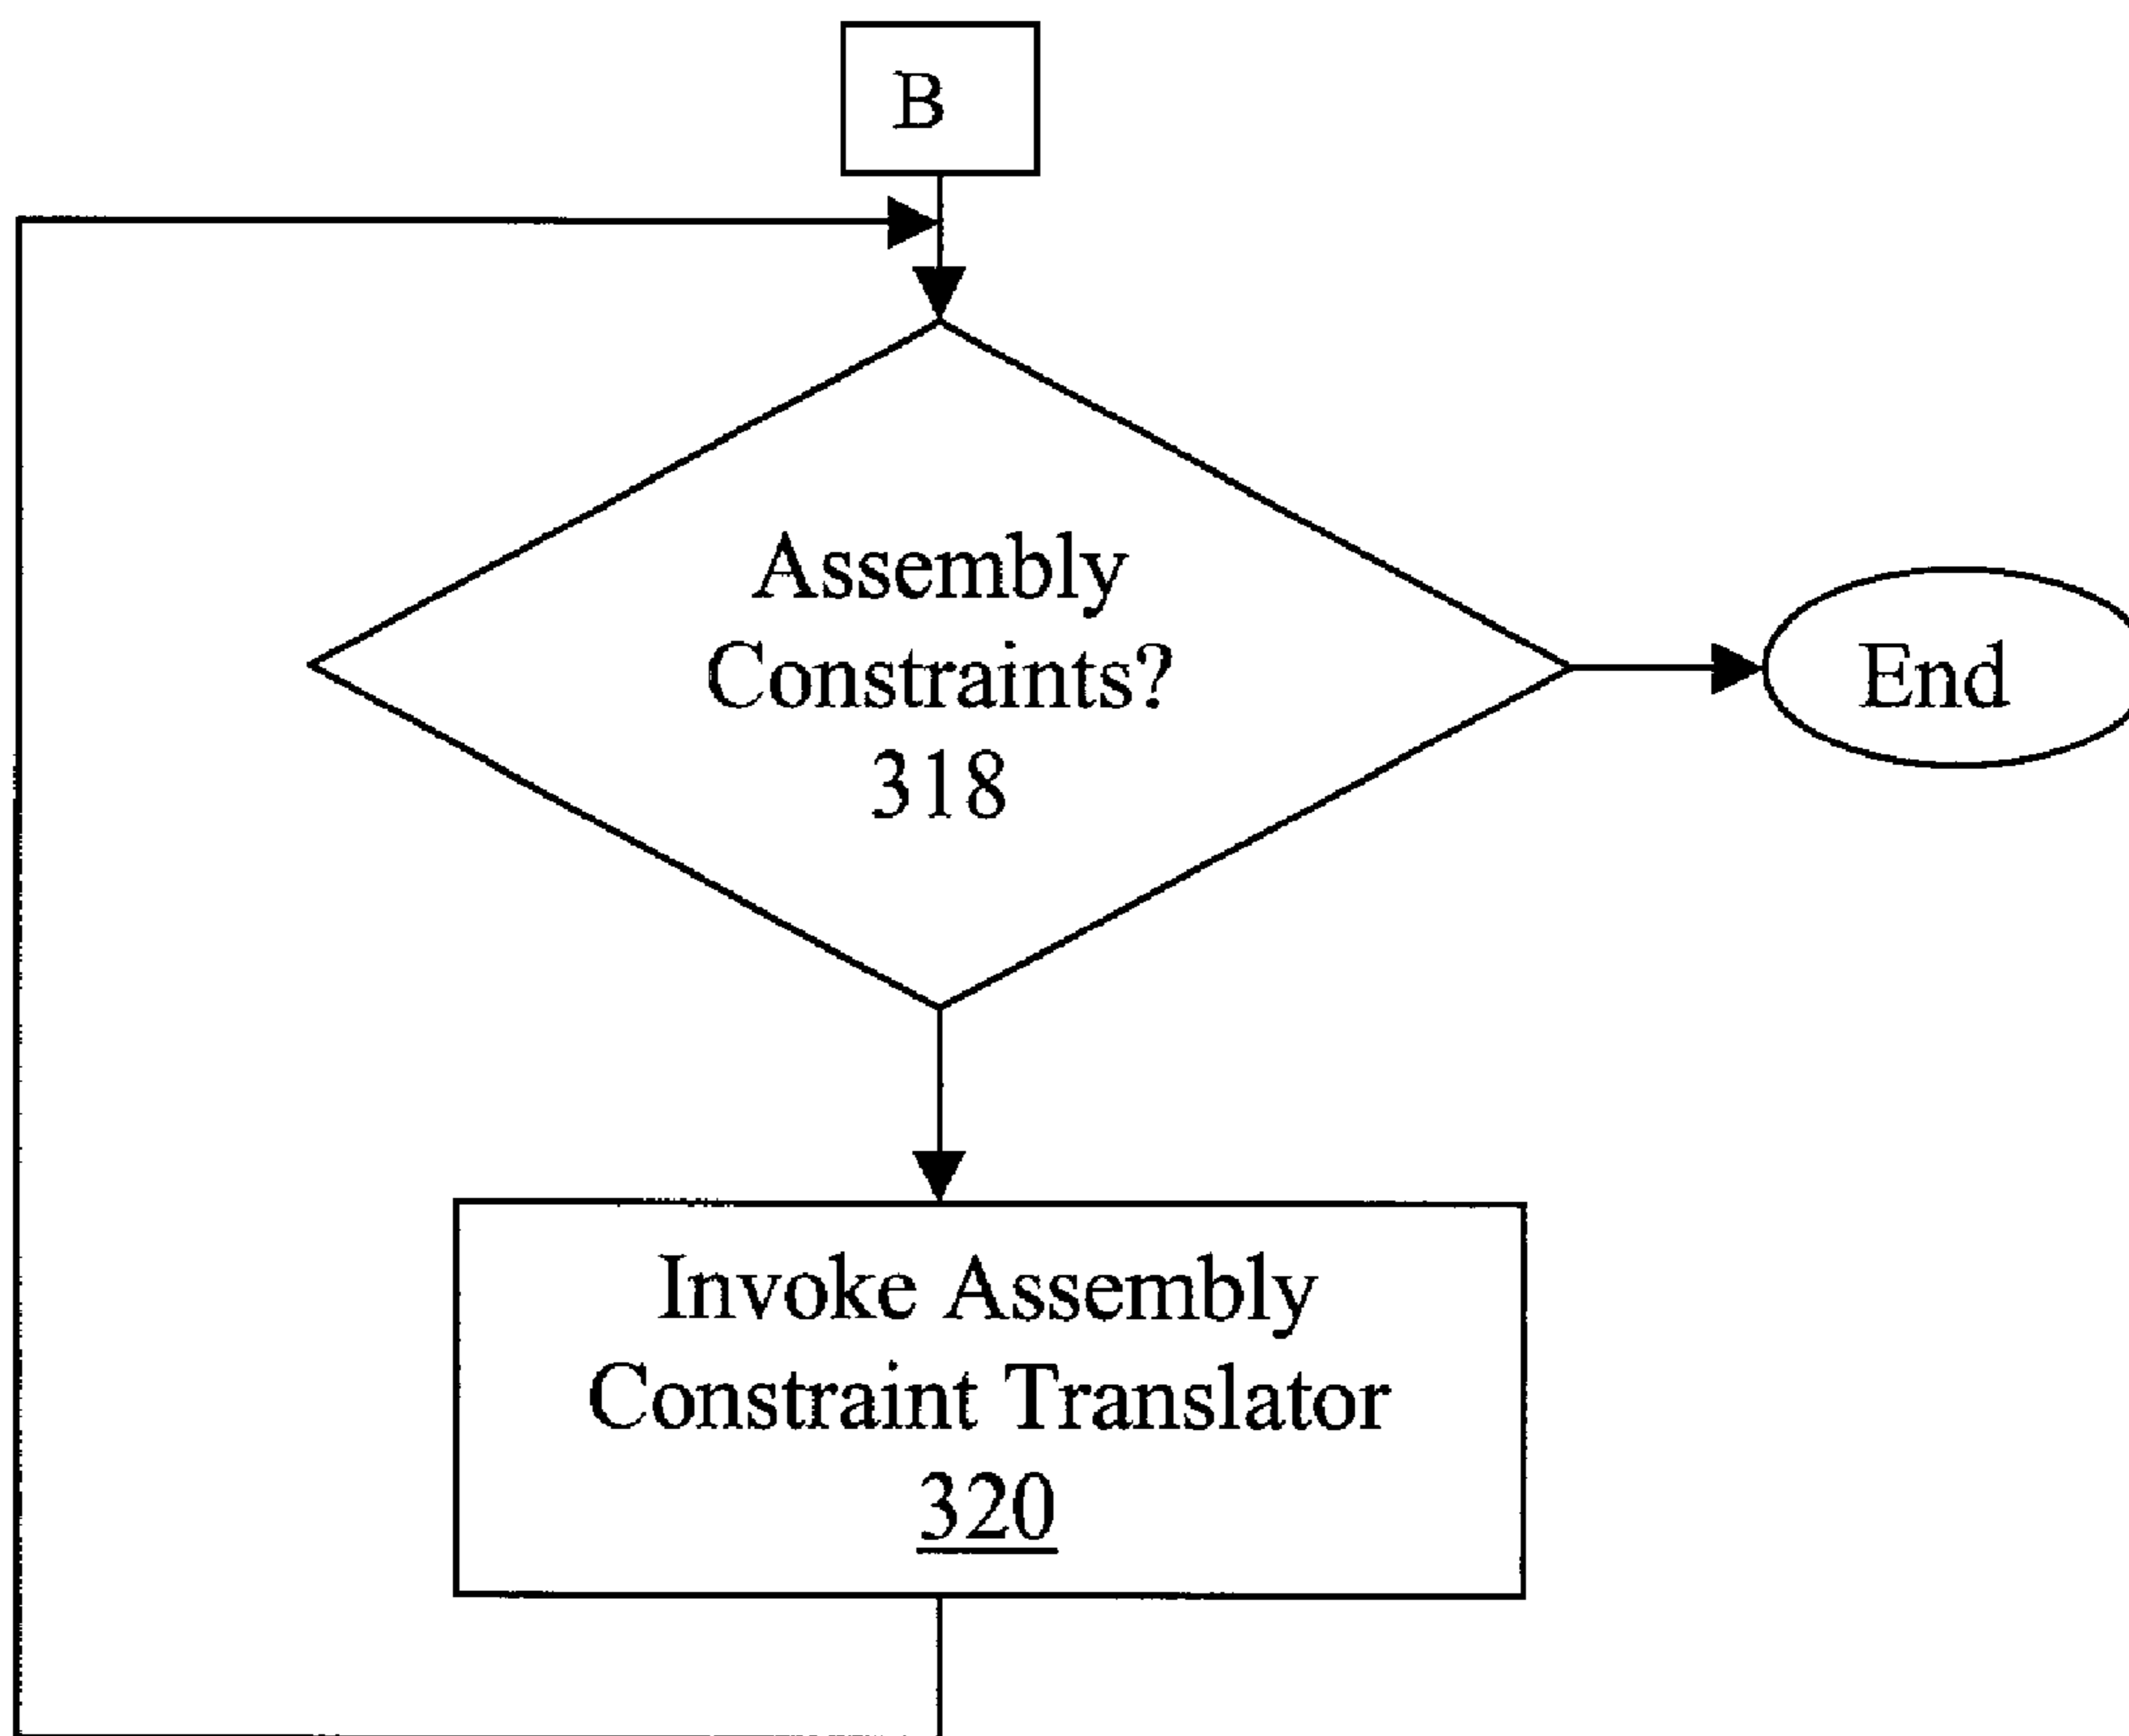 B
Assembly
Constraints?
318
End
Invoke Assembly
Constraint Translator
320